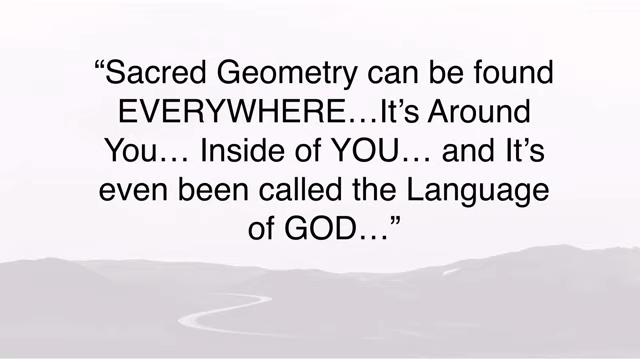 “Sacred Geometry can be found
EVERYWHERE…It’s Around
You… Inside of YOU… and It’s
even been called the Language
of GOD…”